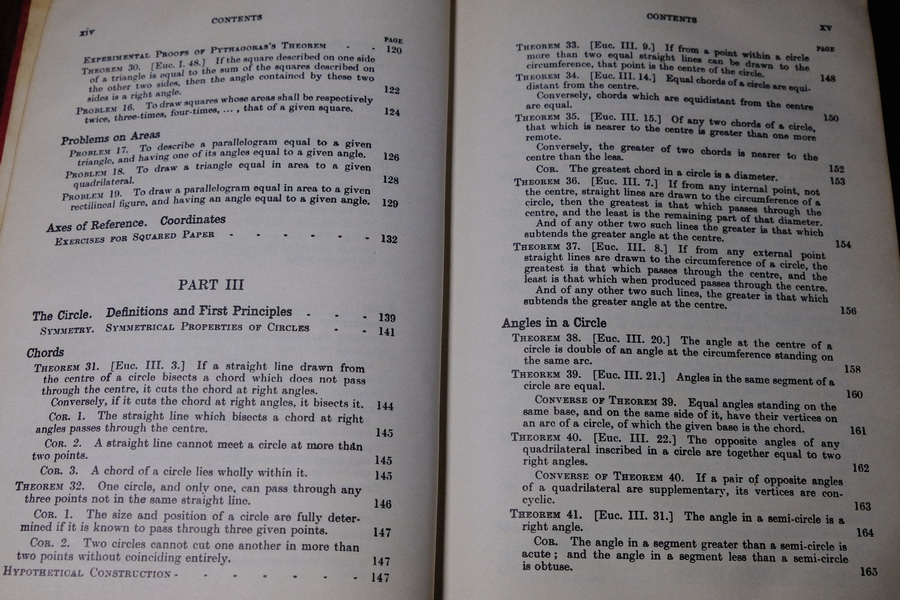 xiv
CONTENTS
PAGE
EXPERIMENTAL PROOFS OF PYTHAGORAS'S THEOREM - - 120
THEOREM 30. [Euc. I. 48.] If the square described on one side
of a triangle is equal to the sum of the squares described on
the other two sides, then the angle contained by these two
sides is a right angle. 122
PROBLEM 16. To draw squares whose areas shall be respectively
twice, three-times, four-times, ... , that of a given square. 124
Problems on Areas
PROBLEM 17. To describe a parallelogram equal to a given
triangle, and having one of its angles equal to a given angle. 126
PROBLEM 18. To draw a triangle equal in area to a given
quadrilateral. 128
PROBLEM 19. To draw a parallelogram equal in area to a given
rectilineal figure, and having an angle equal to a given angle. 129
Axes of Reference. Coordinates
EXERCISES FOR SQUARED PAPER - - - - - - 132
PART III
The Circle. Definitions and First Principles - - - 139
SYMMETRY. SYMMETRICAL PROPERTIES OF CIRCLES - - 141
Chords
THEOREM 31. [Euc. III. 3.] If a straight line drawn from
the centre of a circle bisects a chord which does not pass
through the centre, it cuts the chord at right angles.
Conversely, if it cuts the chord at right angles, it bisects it. 144
COR. 1. The straight line which bisects a chord at right
angles passes through the centre. 145
COR. 2. A straight line cannot meet a circle at more than
two points. 145
COR. 3. A chord of a circle lies wholly within it. 145
THEOREM 32. One circle, and only one, can pass through any
three points not in the same straight line. 146
COR. 1. The size and position of a circle are fully deter-
mined if it is known to pass through three given points. 147
COR. 2. Two circles cannot cut one another in more than
two points without coinciding entirely. 147
HYPOTHETICAL CONSTRUCTION - - - - - - - 147
CONTENTS
xv
PAGE
THEOREM 33. [Euc. III. 9.] If from a point within a circle
more than two equal straight lines can be drawn to the
circumference, that point is the centre of the circle. 148
THEOREM 34. [Euc. III. 14.] Equal chords of a circle are equi-
distant from the centre.
Conversely, chords which are equidistant from the centre
are equal. 150
THEOREM 35. [Euc. III. 15.] Of any two chords of a circle,
that which is nearer to the centre is greater than one more
remote.
Conversely, the greater of two chords is nearer to the
centre than the less. 152
COR. The greatest chord in a circle is a diameter. 153
THEOREM 36. [Euc. III. 7.] If from any internal point, not
the centre, straight lines are drawn to the circumference of a
circle, then the greatest is that which passes through the
centre, and the least is the remaining part of that diameter.
And of any other two such lines the greater is that which
subtends the greater angle at the centre. 154
THEOREM 37. [Euc. III. 8.] If from any external point
straight lines are drawn to the circumference of a circle, the
greatest is that which passes through the centre, and the
least is that which when produced passes through the centre.
And of any other two such lines, the greater is that which
subtends the greater angle at the centre. 156
Angles in a Circle
THEOREM 38. [Euc. III. 20.] The angle at the centre of a
circle is double of an angle at the circumference standing on
the same arc. 158
THEOREM 39. [Euc. III. 21.] Angles in the same segment of a
circle are equal. 160
CONVERSE OF THEOREM 39. Equal angles standing on the
same base, and on the same side of it, have their vertices on
an arc of a circle, of which the given base is the chord. 161
THEOREM 40. [Euc. III. 22.] The opposite angles of any
quadrilateral inscribed in a circle are together equal to two
right angles. 162
CONVERSE OF THEOREM 40. If a pair of opposite angles
of a quadrilateral are supplementary, its vertices are con-
cyclic. 163
THEOREM 41. [Euc. III. 31.] The angle in a semi-circle is a
right angle. 164
COR. The angle in a segment greater than a semi-circle is
acute ; and the angle in a segment less than a semi-circle
is obtuse. 165